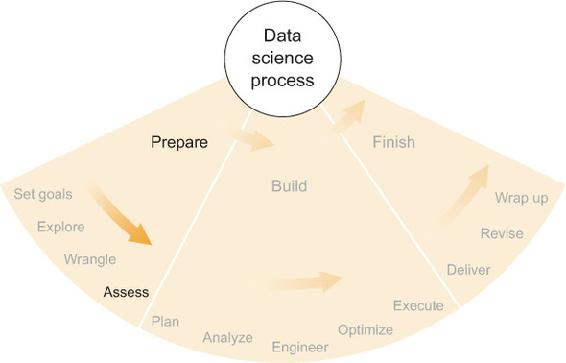 Data
science
process
Prepare
Finish
Build
Set goals
Explore
Wrangle
Assess
Plan
Analyze
Engineer
Optimize
Execute
Deliver
Revise
Wrap up